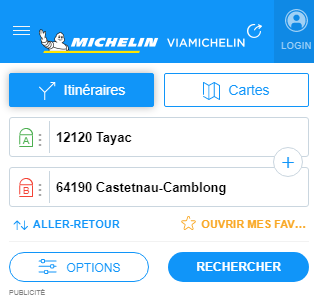 MICHELIN VIAMICHELIN
LOGIN
Itinéraires
Cartes
A 12120 Tayac
B 64190 Castetnau-Camblong
ALLER-RETOUR
OUVRIR MES FAV...
OPTIONS
RECHERCHER
PUBLICITÉ